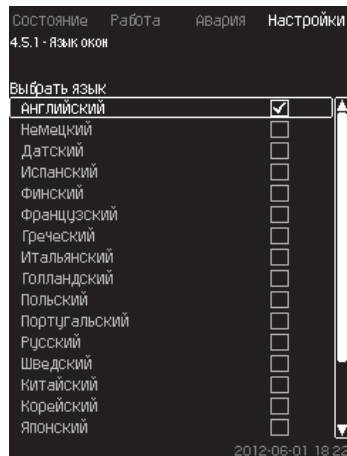 Состояние Работа Авария Настройки
4.5.1 - Язык окон
Выбрать язык
Английский
Немецкий
Датский
Испанский
Финский
Французский
Греческий
Итальянский
Голландский
Польский
Португальский
Русский
Шведский
Китайский
Корейский
Японский
2012-06-01 18:22